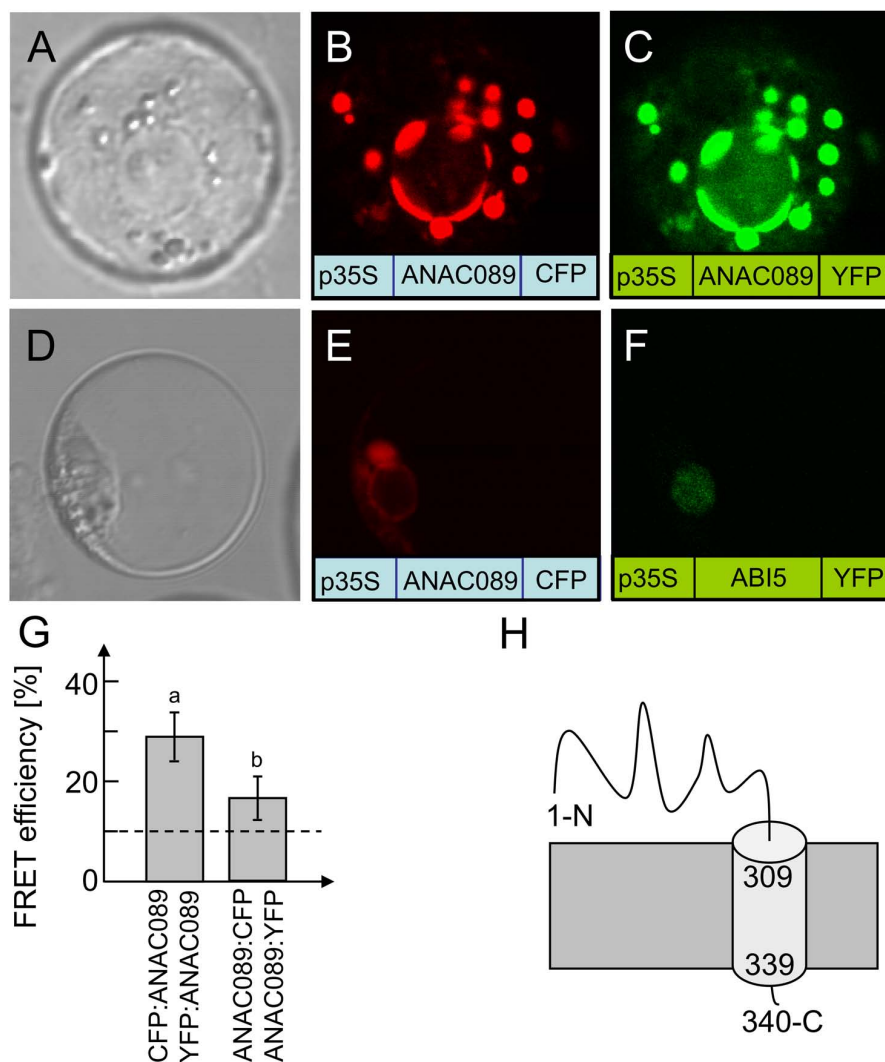 A
B
C
p35S ANAC089 CFP
p35S ANAC089 YFP
D
E
F
p35S ANAC089 CFP
p35S ABI5 YFP
G
FRET efficiency [%]
40
20
0
a
b
CFP:ANAC089
YFP:ANAC089
ANAC089:CFP
ANAC089:YFP
H
1-N
309
339
340-C